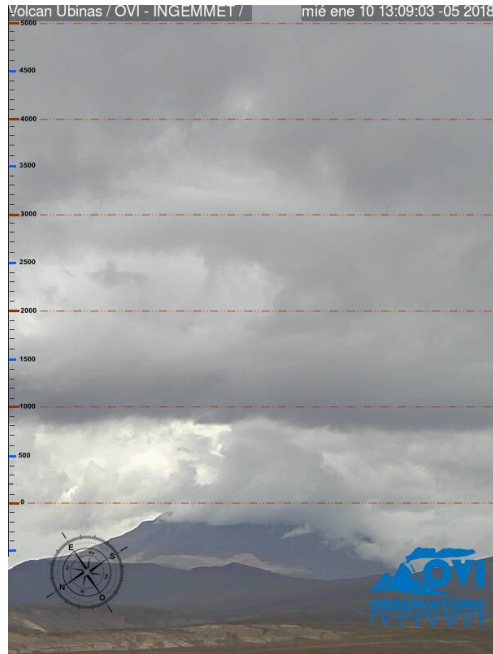 Volcan Ubinas / OVI - INGEMMET /
mié ene 10 13:09:03 -05 2018
5000
4500
4000
3500
3000
2500
2000
1500
1000
500
0
E
S
N
O
OVI
OBSERVATORIO
INGEMMET